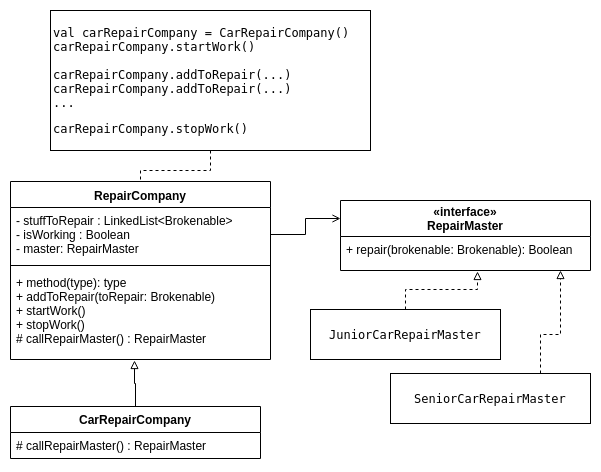 val carRepairCompany = CarRepairCompany()
carRepairCompany.startWork()
carRepairCompany.addToRepair(...)
carRepairCompany.addToRepair(...)
...
carRepairCompany.stopWork()
RepairCompany
- stuffToRepair : LinkedList<Brokenable>
- isWorking : Boolean
- master: RepairMaster
+ method(type): type
+ addToRepair(toRepair: Brokenable)
+ startWork()
+ stopWork()
# callRepairMaster() : RepairMaster
«interface»
RepairMaster
+ repair(brokenable: Brokenable): Boolean
JuniorCarRepairMaster
SeniorCarRepairMaster
CarRepairCompany
# callRepairMaster() : RepairMaster